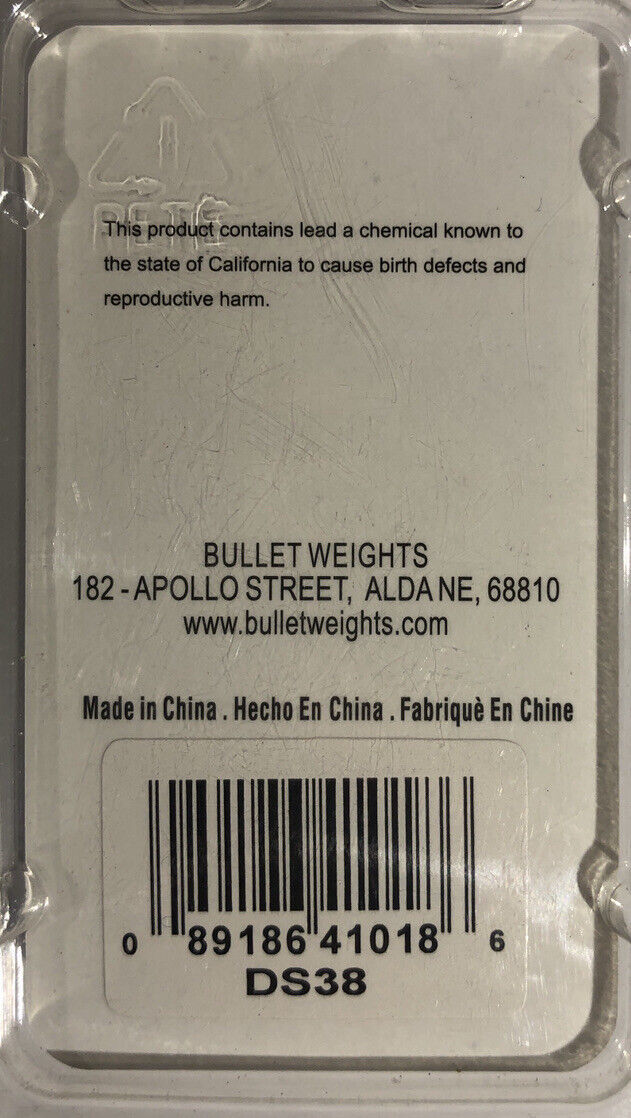 1
PETE
This product contains lead a chemical known to
the state of California to cause birth defects and
reproductive harm.
BULLET WEIGHTS
182 - APOLLO STREET, ALDA NE, 68810
www.bulletweights.com
Made in China . Hecho En China . Fabriquè En Chine
0 89186 41018 6
DS38